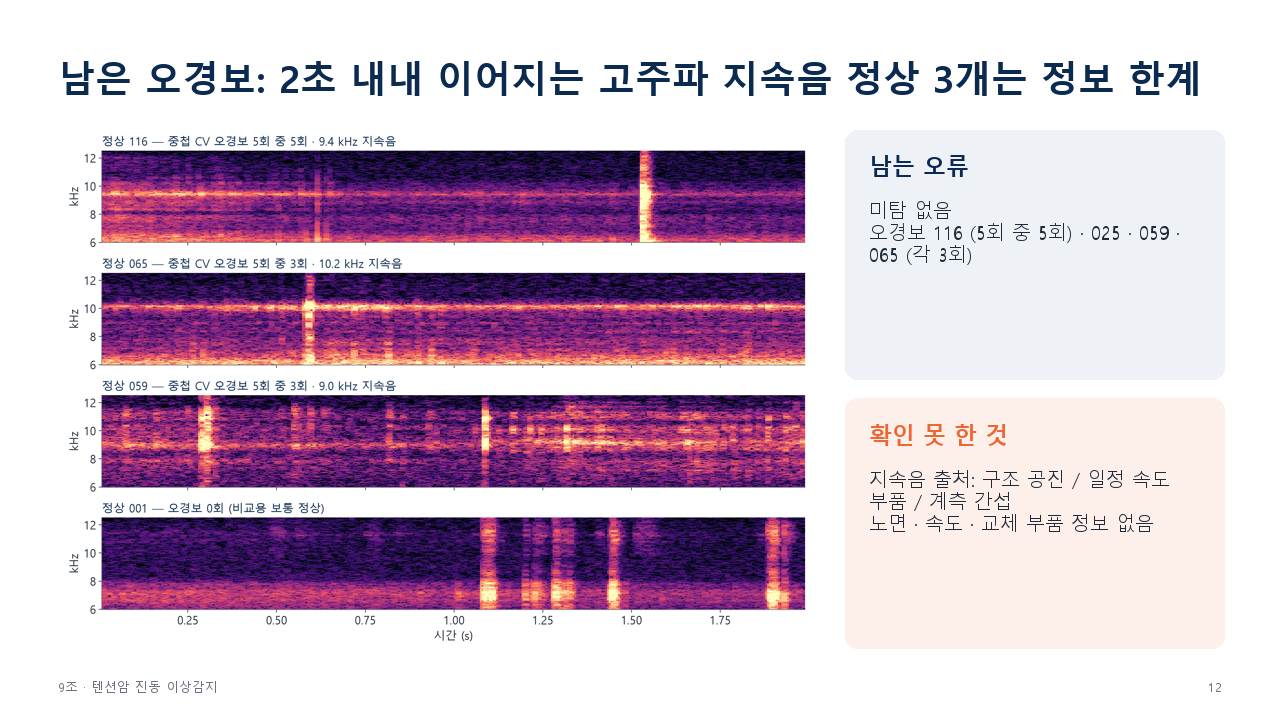 남은 오경보: 2초 내내 이어지는 고주파 지속음 정상 3개는 정보 한계
정상 116 — 중첩 CV 오경보 5회 중 5회 · 9.4 kHz 지속음
12
10
8
6
kHz
정상 065 — 중첩 CV 오경보 5회 중 3회 · 10.2 kHz 지속음
12
10
8
6
kHz
정상 059 — 중첩 CV 오경보 5회 중 3회 · 9.0 kHz 지속음
12
10
8
6
kHz
정상 001 — 오경보 0회 (비교용 보통 정상)
12
10
8
6
kHz
0.25 0.50 0.75 1.00 1.25 1.50 1.75
시간 (s)
남는 오류
미탐 없음
오경보 116 (5회 중 5회) · 025 · 059 ·
065 (각 3회)
확인 못 한 것
지속음 출처: 구조 공진 / 일정 속도
부품 / 계측 간섭
노면 · 속도 · 교체 부품 정보 없음
9조 · 텐션암 진동 이상감지
12